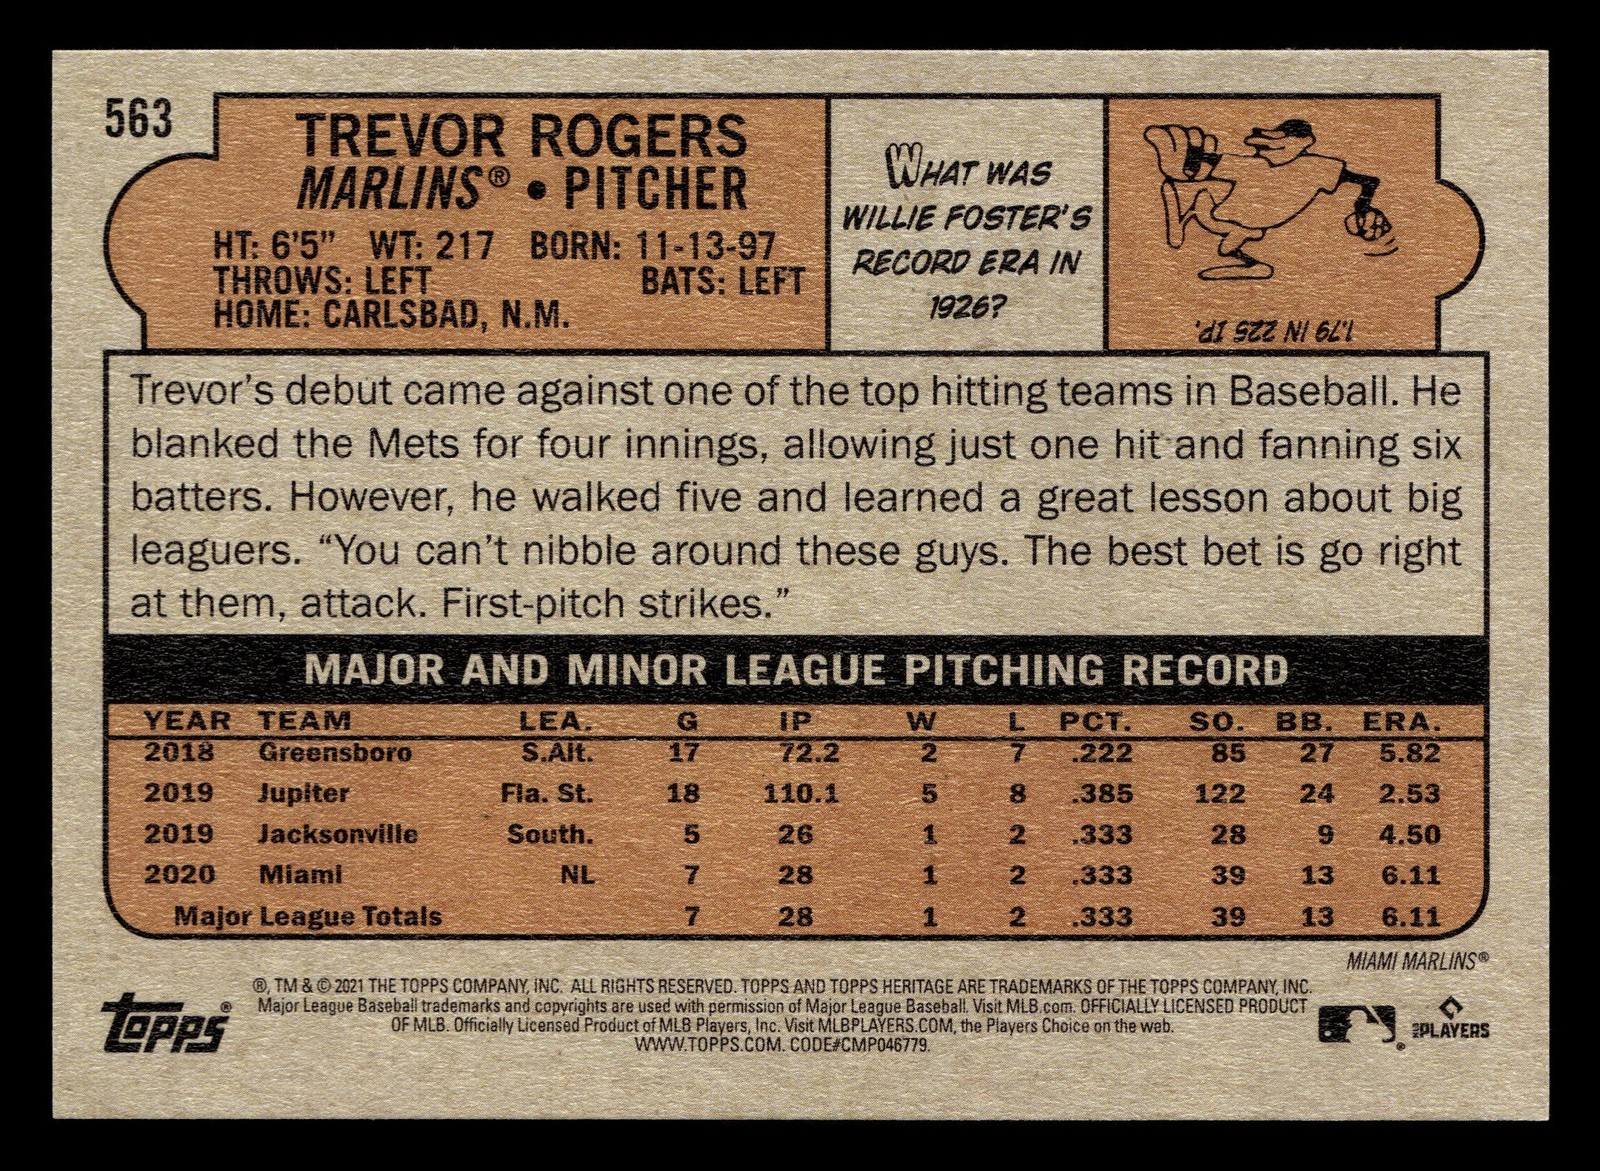 563
TREVOR ROGERS
MARLINS® • PITCHER
HT: 6'5" WT: 217 BORN: 11-13-97
THROWS: LEFT BATS: LEFT
HOME: CARLSBAD, N.M.
WHAT WAS
WILLIE FOSTER'S
RECORD ERA IN
1926?
1.79 IN 225 IP.
Trevor's debut came against one of the top hitting teams in Baseball. He
blanked the Mets for four innings, allowing just one hit and fanning six
batters. However, he walked five and learned a great lesson about big
leaguers. “You can't nibble around these guys. The best bet is go right
at them, attack. First-pitch strikes.”
MAJOR AND MINOR LEAGUE PITCHING RECORD
YEAR TEAM LEA. G IP W L PCT. SO. BB. ERA.
2018 Greensboro S.Alt. 17 72.2 2 7 .222 85 27 5.82
2019 Jupiter Fla. St. 18 110.1 5 8 .385 122 24 2.53
2019 Jacksonville South. 5 26 1 2 .333 28 9 4.50
2020 Miami NL 7 28 1 2 .333 39 13 6.11
Major League Totals 7 28 1 2 .333 39 13 6.11
MIAMI MARLINS®
®, TM & © 2021 THE TOPPS COMPANY, INC. ALL RIGHTS RESERVED. TOPPS AND TOPPS HERITAGE ARE TRADEMARKS OF THE TOPPS COMPANY, INC.
Major League Baseball trademarks and copyrights are used with permission of Major League Baseball. Visit MLB.com. OFFICIALLY LICENSED PRODUCT
OF MLB. Officially Licensed Product of MLB Players, Inc. Visit MLBPLAYERS.COM, the Players Choice on the web.
WWW.TOPPS.COM. CODE#CMP046779.
Topps®
MLB PLAYERS